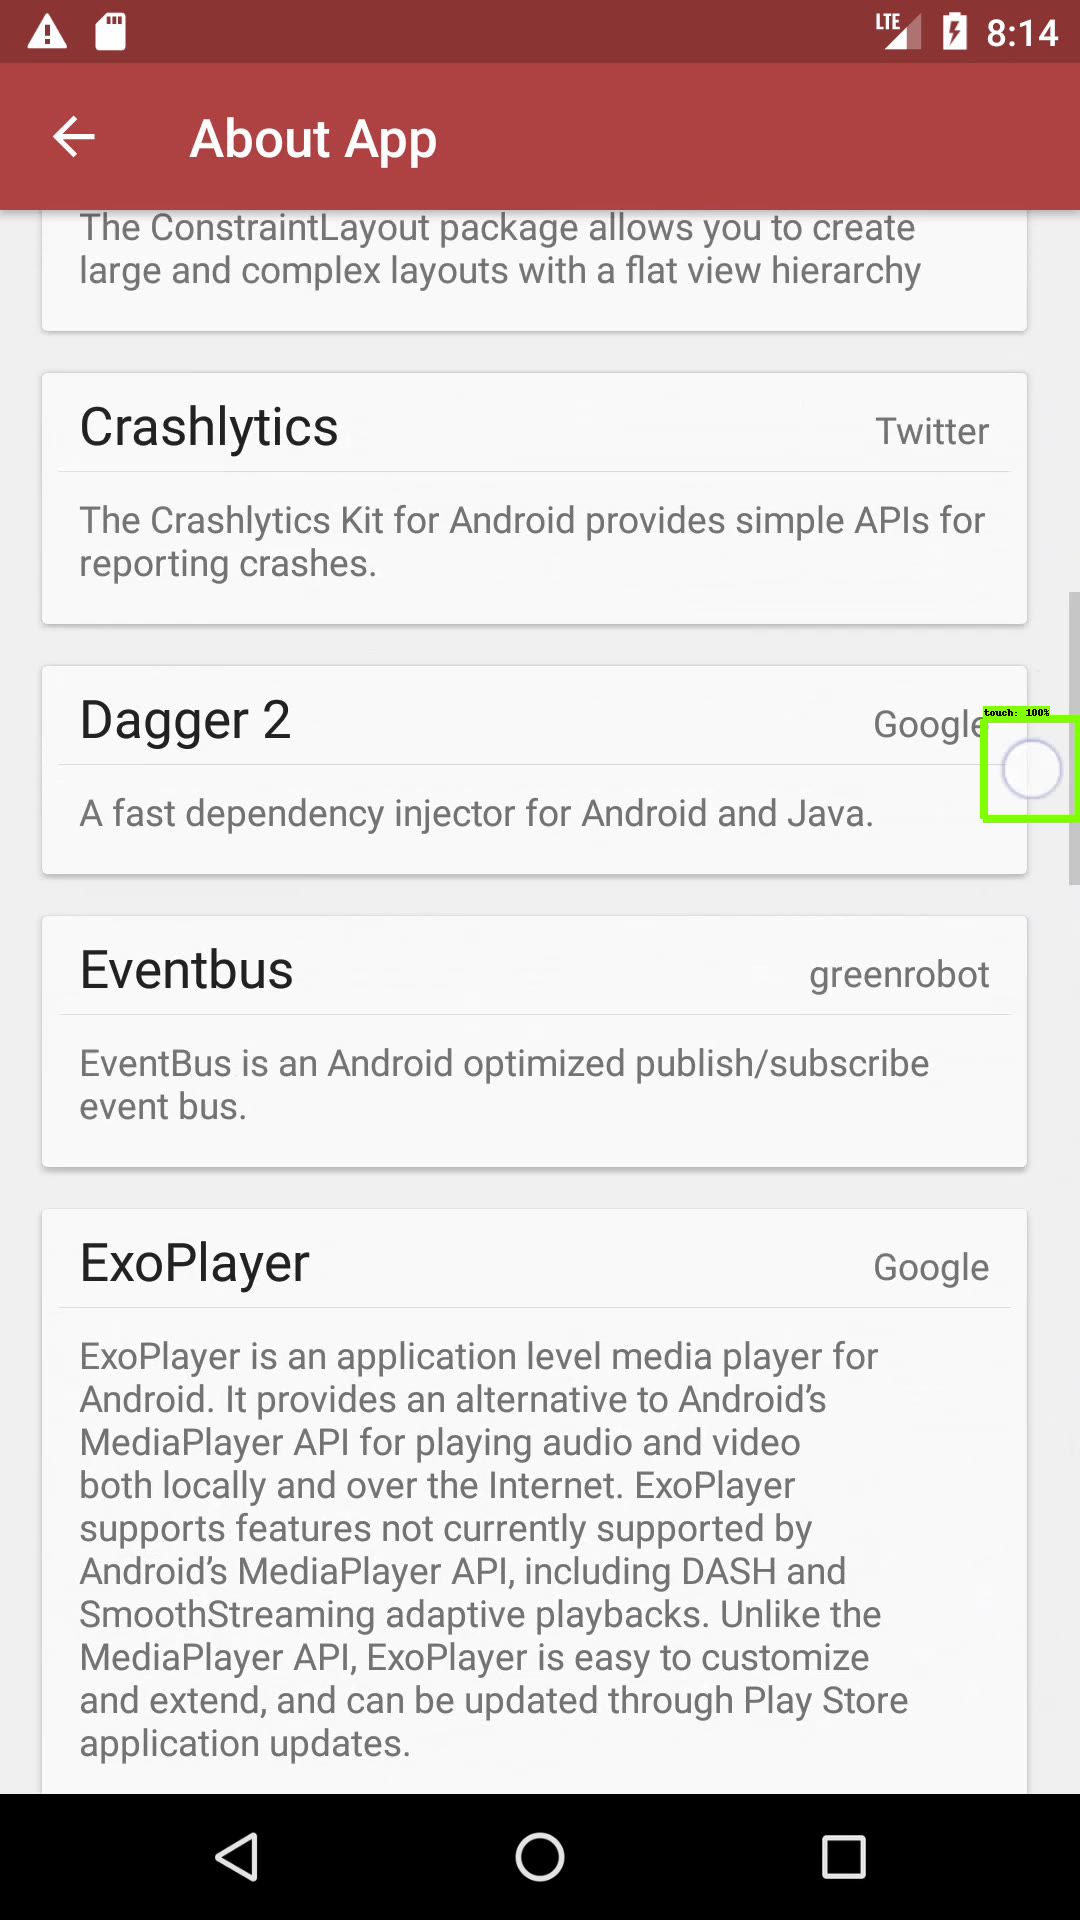 LTE 8:14
About App
The ConstraintLayout package allows you to create
large and complex layouts with a flat view hierarchy
Crashlytics Twitter
The Crashlytics Kit for Android provides simple APIs for
reporting crashes.
Dagger 2 Google
touch: 100%
A fast dependency injector for Android and Java.
Eventbus greenrobot
EventBus is an Android optimized publish/subscribe
event bus.
ExoPlayer Google
ExoPlayer is an application level media player for
Android. It provides an alternative to Android’s
MediaPlayer API for playing audio and video
both locally and over the Internet. ExoPlayer
supports features not currently supported by
Android’s MediaPlayer API, including DASH and
SmoothStreaming adaptive playbacks. Unlike the
MediaPlayer API, ExoPlayer is easy to customize
and extend, and can be updated through Play Store
application updates.